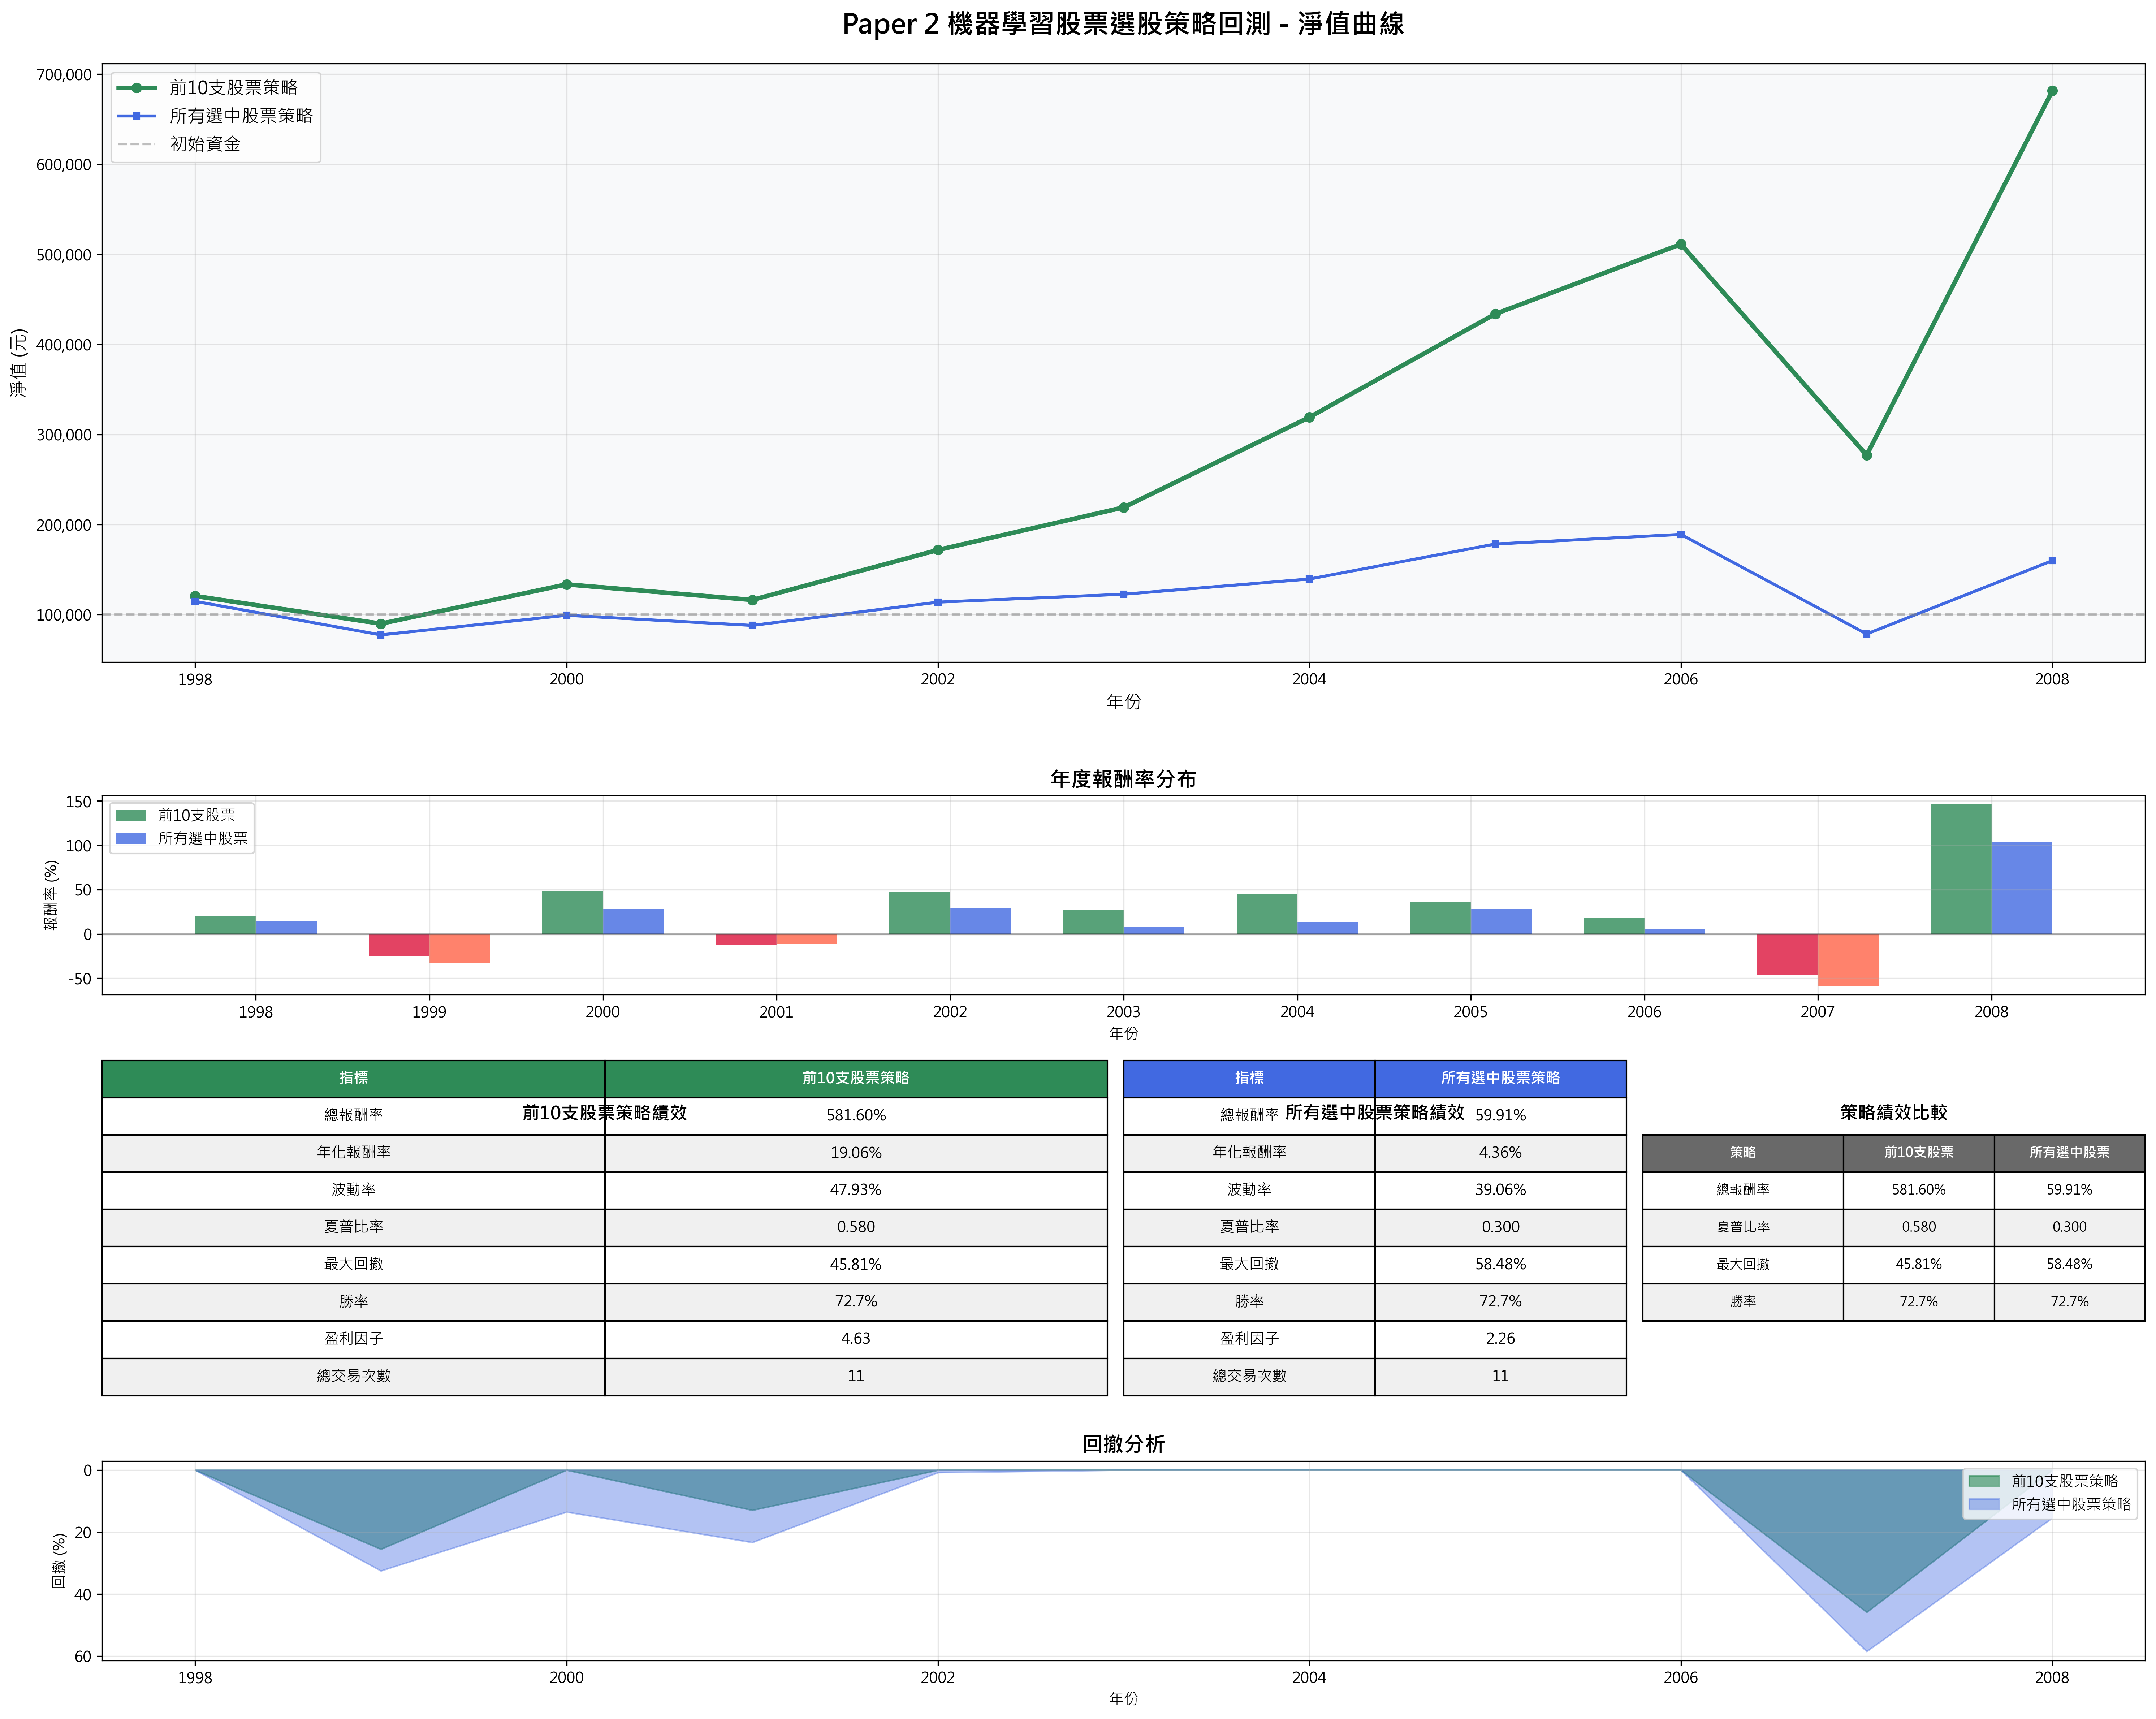 Paper 2 機器學習股票選股策略回測 - 淨值曲線
前10支股票策略
所有選中股票策略
初始資金
淨值 (元)
700,000
600,000
500,000
400,000
300,000
200,000
100,000
1998 2000 2002 2004 2006 2008
年份
年度報酬率分布
前10支股票
所有選中股票
報酬率 (%)
150
100
50
0
-50
1998 1999 2000 2001 2002 2003 2004 2005 2006 2007 2008
年份
前10支股票策略績效
指標 前10支股票策略
總報酬率 581.60%
年化報酬率 19.06%
波動率 47.93%
夏普比率 0.580
最大回撤 45.81%
勝率 72.7%
盈利因子 4.63
總交易次數 11
所有選中股票策略績效
指標 所有選中股票策略
總報酬率 59.91%
年化報酬率 4.36%
波動率 39.06%
夏普比率 0.300
最大回撤 58.48%
勝率 72.7%
盈利因子 2.26
總交易次數 11
策略績效比較
策略 前10支股票 所有選中股票
總報酬率 581.60% 59.91%
夏普比率 0.580 0.300
最大回撤 45.81% 58.48%
勝率 72.7% 72.7%
回撤分析
前10支股票策略
所有選中股票策略
回撤 (%)
0
20
40
60
1998 2000 2002 2004 2006 2008
年份